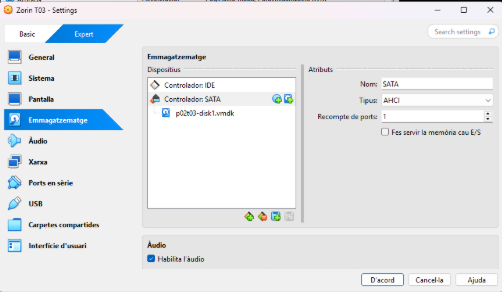 Zorin T03 - Settings
Basic
Expert
Search settings
General
Sistema
Pantalla
Emmagatzematge
Àudio
Xarxa
Ports en sèrie
USB
Carpetes compartides
Interfície d'usuari
Emmagatzematge
Dispositius
Controlador: IDE
Controlador: SATA
p02t03-disk1.vmdk
Atributs
Nom: SATA
Tipus: AHCI
Recompte de ports: 1
Fes servir la memòria cau E/S
Àudio
Habilita l'àudio
D'acord
Cancel·la
Ajuda